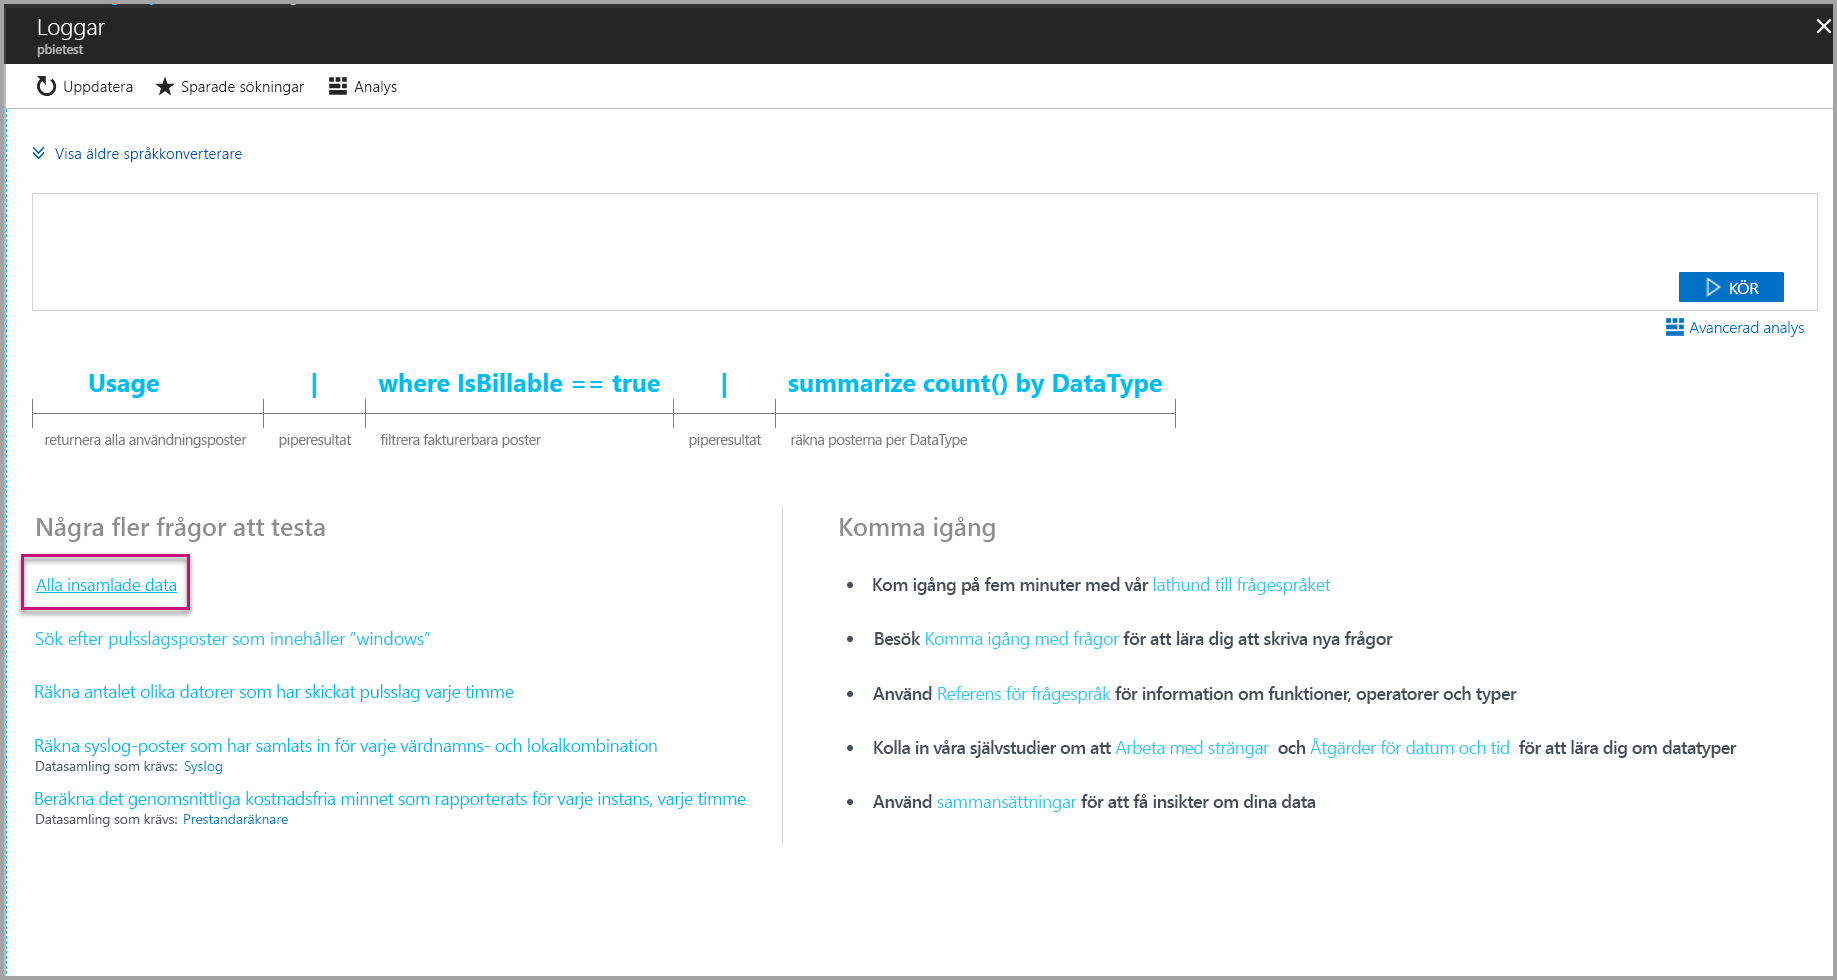 Loggar
pbietest
Uppdatera Sparade sökningar Analys
Visa äldre språkkonverterare
KÖR
Avancerad analys
Usage | where IsBillable == true | summarize count() by DataType
returnera alla användningsposter piperesultat filtrera fakturerbara poster piperesultat räkna posterna per DataType
Några fler frågor att testa
Alla insamlade data
Sök efter pulsslagsposter som innehåller ”windows”
Räkna antalet olika datorer som har skickat pulsslag varje timme
Räkna syslog-poster som har samlats in för varje värdnamns- och lokalkombination
Datasamling som krävs: Syslog
Beräkna det genomsnittliga kostnadsfria minnet som rapporterats för varje instans, varje timme
Datasamling som krävs: Prestandaräknare
Komma igång
• Kom igång på fem minuter med vår lathund till frågespråket
• Besök Komma igång med frågor för att lära dig att skriva nya frågor
• Använd Referens för frågespråk för information om funktioner, operatorer och typer
• Kolla in våra självstudier om att Arbeta med strängar och Åtgärder för datum och tid för att lära dig om datatyper
• Använd sammansättningar för att få insikter om dina data